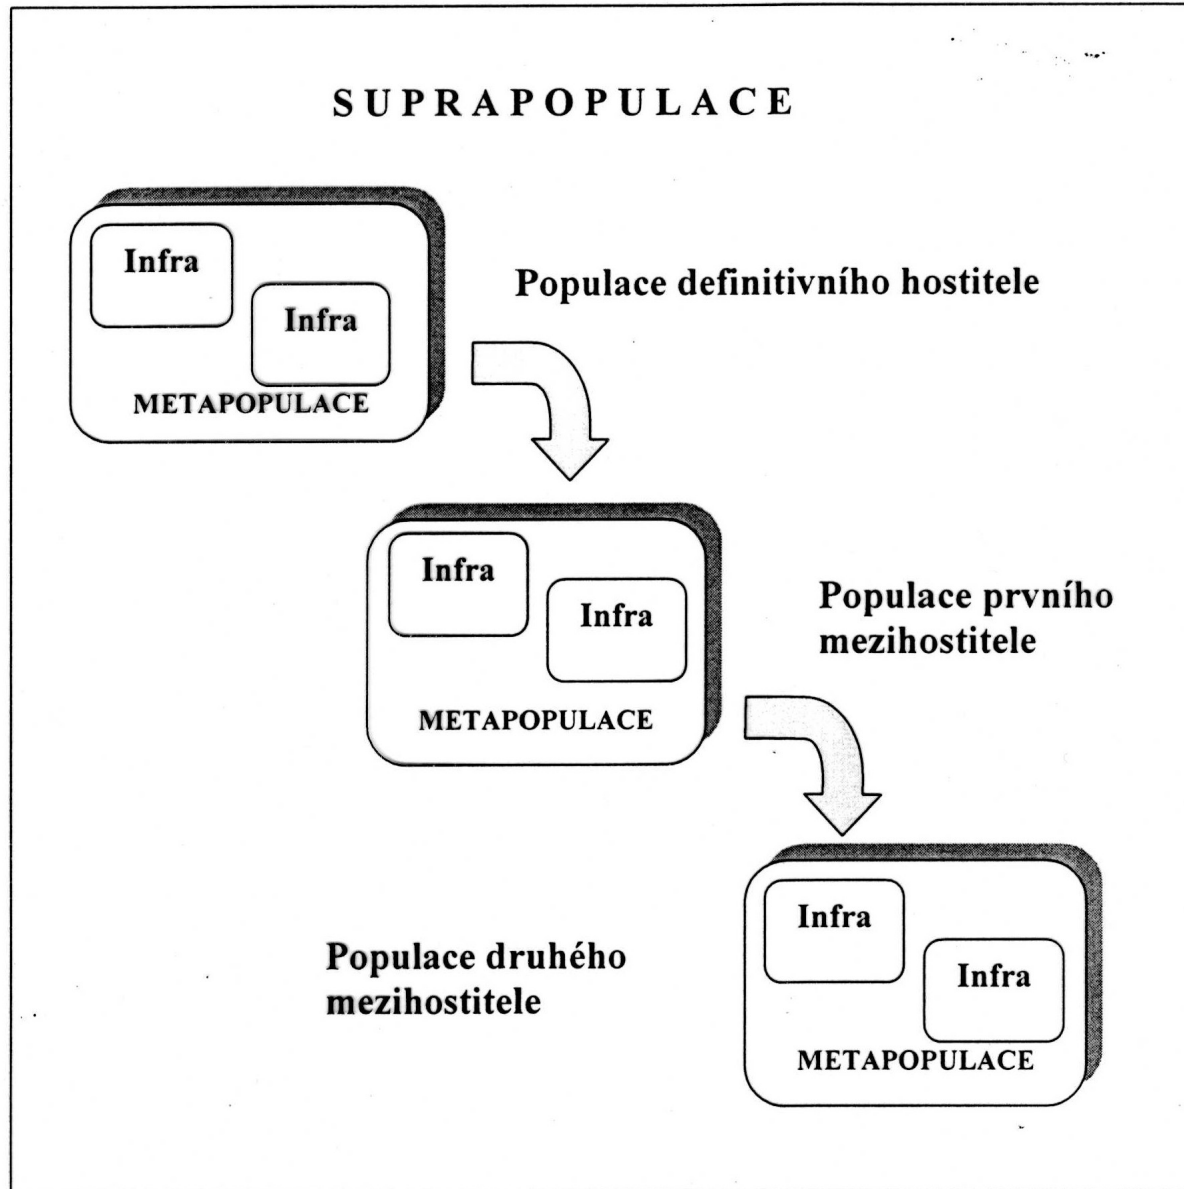 SUPRAPOPULACE
Infra
Infra
METAPOPULACE
Populace definitivního hostitele
Infra
Infra
METAPOPULACE
Populace prvního
mezihostitele
Infra
Infra
METAPOPULACE
Populace druhého
mezihostitele